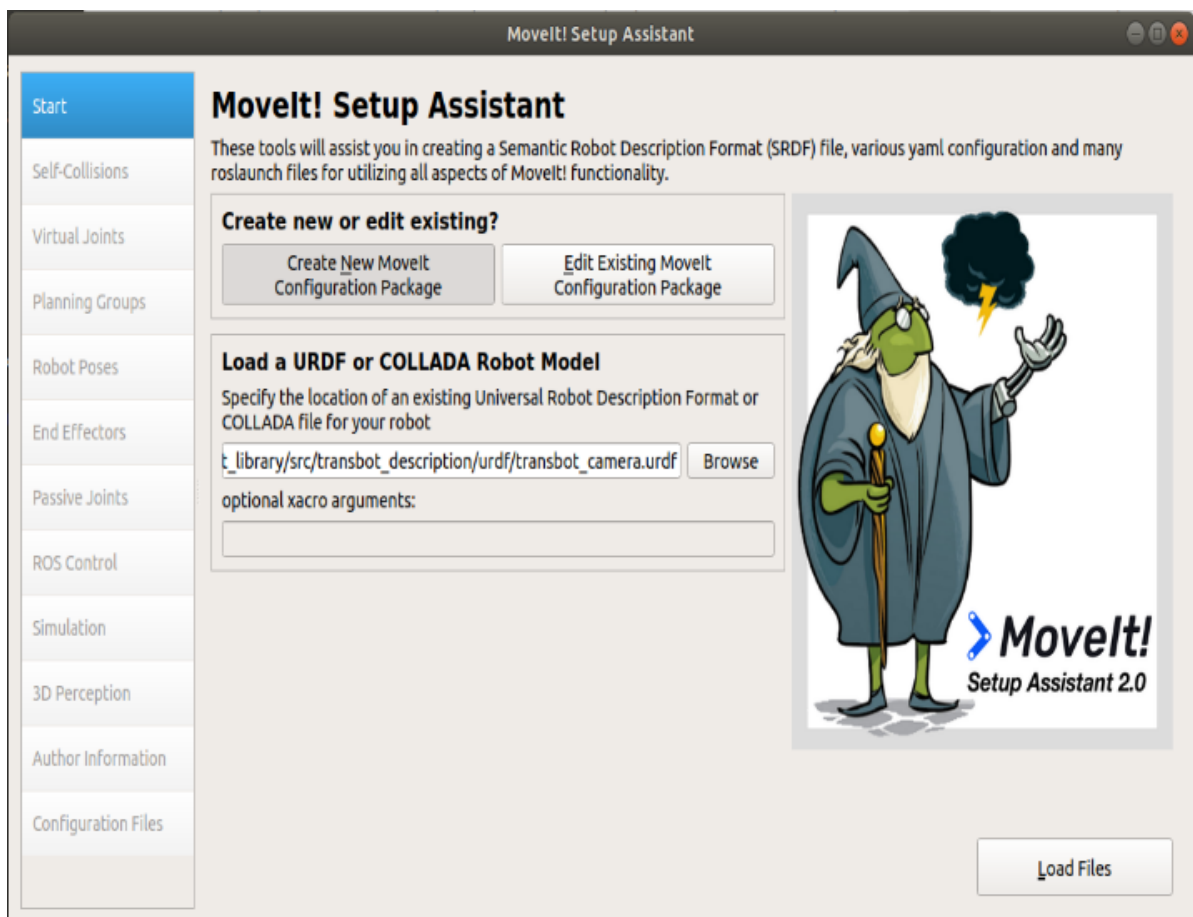 MoveIt! Setup Assistant
Start
Self-Collisions
Virtual Joints
Planning Groups
Robot Poses
End Effectors
Passive Joints
ROS Control
Simulation
3D Perception
Author Information
Configuration Files
MoveIt! Setup Assistant
These tools will assist you in creating a Semantic Robot Description Format (SRDF) file, various yaml configuration and many
roslaunch files for utilizing all aspects of MoveIt! functionality.
Create new or edit existing?
Create New MoveIt
Configuration Package
Edit Existing MoveIt
Configuration Package
Load a URDF or COLLADA Robot Model
Specify the location of an existing Universal Robot Description Format or
COLLADA file for your robot
t_library/src/transbot_description/urdf/transbot_camera.urdf
Browse
optional xacro arguments:
MoveIt!
Setup Assistant 2.0
Load Files